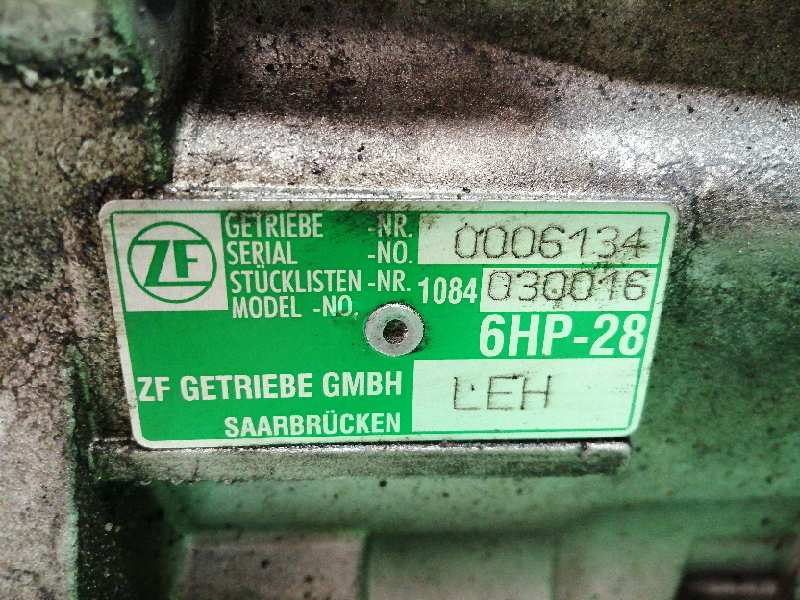 ZF
GETRIEBE -NR.
SERIAL -NO. 0006134
STÜCKLISTEN -NR.
MODEL -NO. 1084 030016
6HP-28
ZF GETRIEBE GMBH
SAARBRÜCKEN
LEH